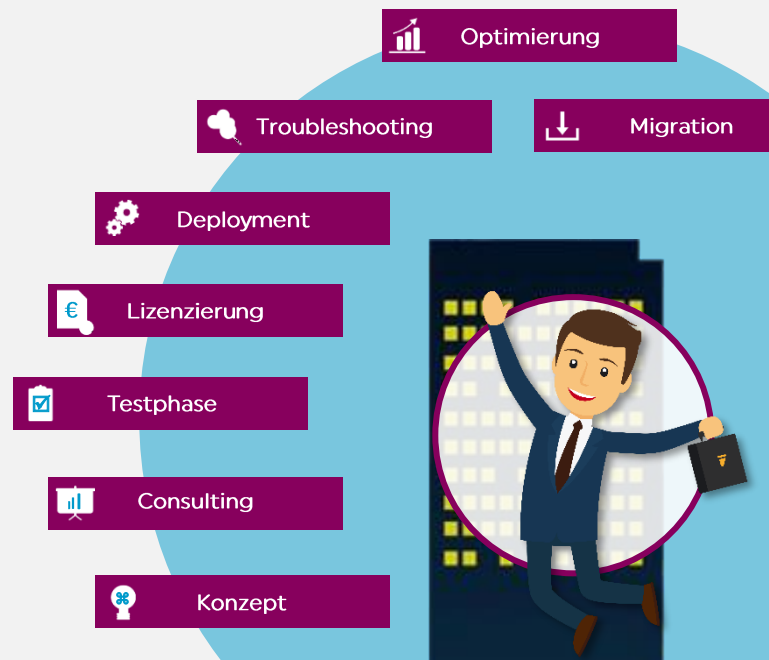 Optimierung
Troubleshooting
Migration
Deployment
Lizenzierung
€
Testphase
Consulting
Konzept